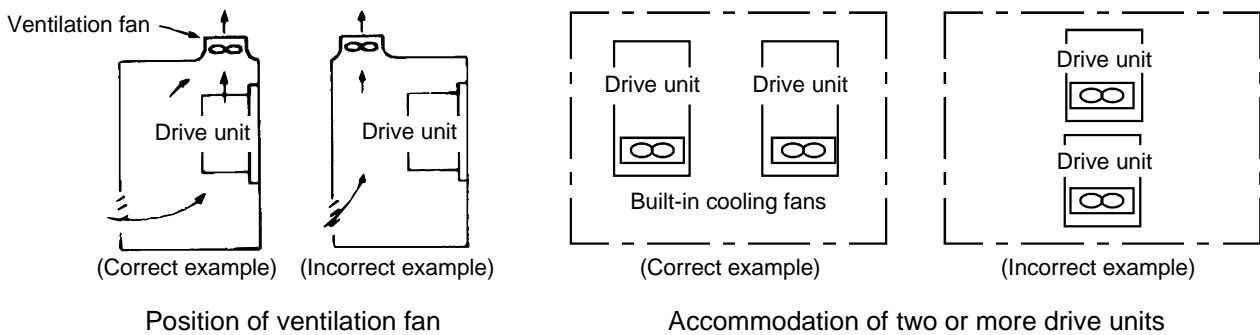 Ventilation fan
Drive unit
Drive unit
(Correct example)
(Incorrect example)
Position of ventilation fan
Drive unit
Drive unit
Built-in cooling fans
(Correct example)
Drive unit
Drive unit
(Incorrect example)
Accommodation of two or more drive units